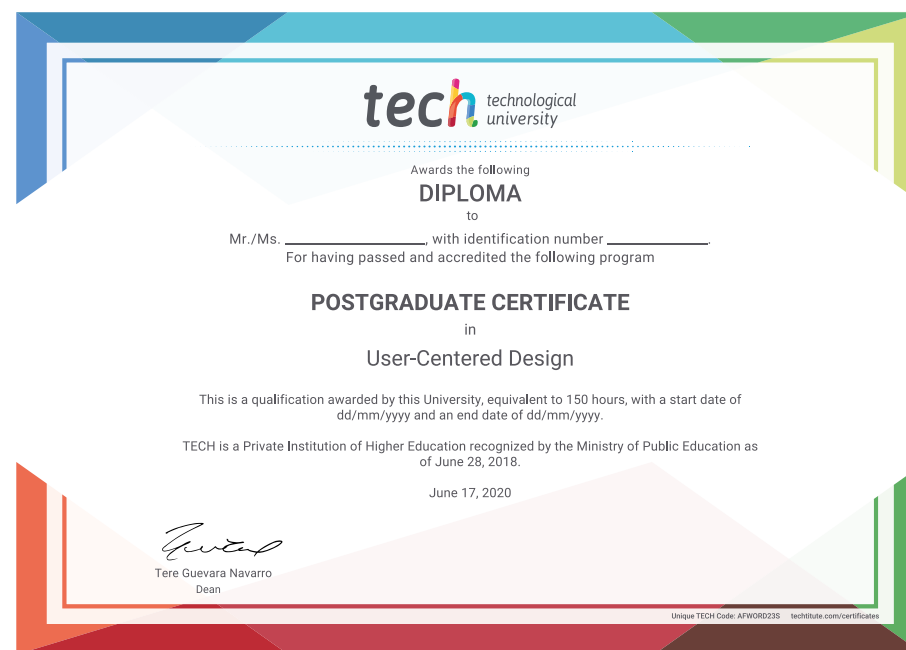 tech technological
university
Awards the following
DIPLOMA
to
Mr./Ms. ____________, with identification number ____________.
For having passed and accredited the following program
POSTGRADUATE CERTIFICATE
in
User-Centered Design
This is a qualification awarded by this University, equivalent to 150 hours, with a start date of
dd/mm/yyyy and an end date of dd/mm/yyyy.
TECH is a Private Institution of Higher Education recognized by the Ministry of Public Education as
of June 28, 2018.
June 17, 2020
Tere Guevara Navarro
Dean
Unique TECH Code: AFWORD23S techtitute.com/certificates